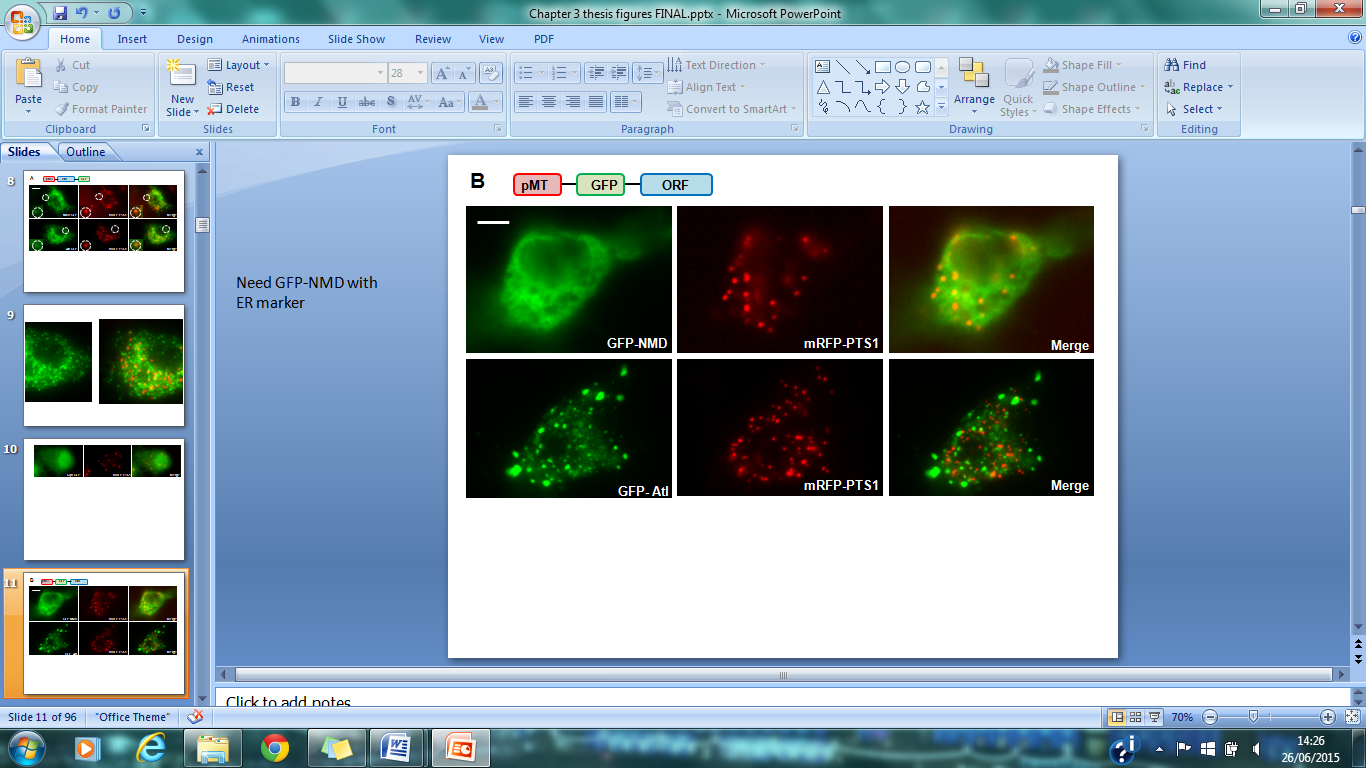 Chapter 3 thesis figures FINAL.pptx - Microsoft PowerPoint
Home Insert Design Animations Slide Show Review View PDF
Paste
Cut
Copy
Format Painter
Clipboard
New Slide
Layout
Reset
Delete
Slides
28
B I U abc S AV Aa A
Font
Text Direction
Align Text
Convert to SmartArt
Paragraph
Arrange
Quick Styles
Shape Fill
Shape Outline
Shape Effects
Drawing
Find
Replace
Select
Editing
Slides Outline x
8
9
10
11
B pMT GFP ORF
Need GFP-NMD with
ER marker
GFP-NMD mRFP-PTS1 Merge
GFP- Atl mRFP-PTS1 Merge
Click to add notes
Slide 11 of 96 "Office Theme" 70%
14:26
26/06/2015